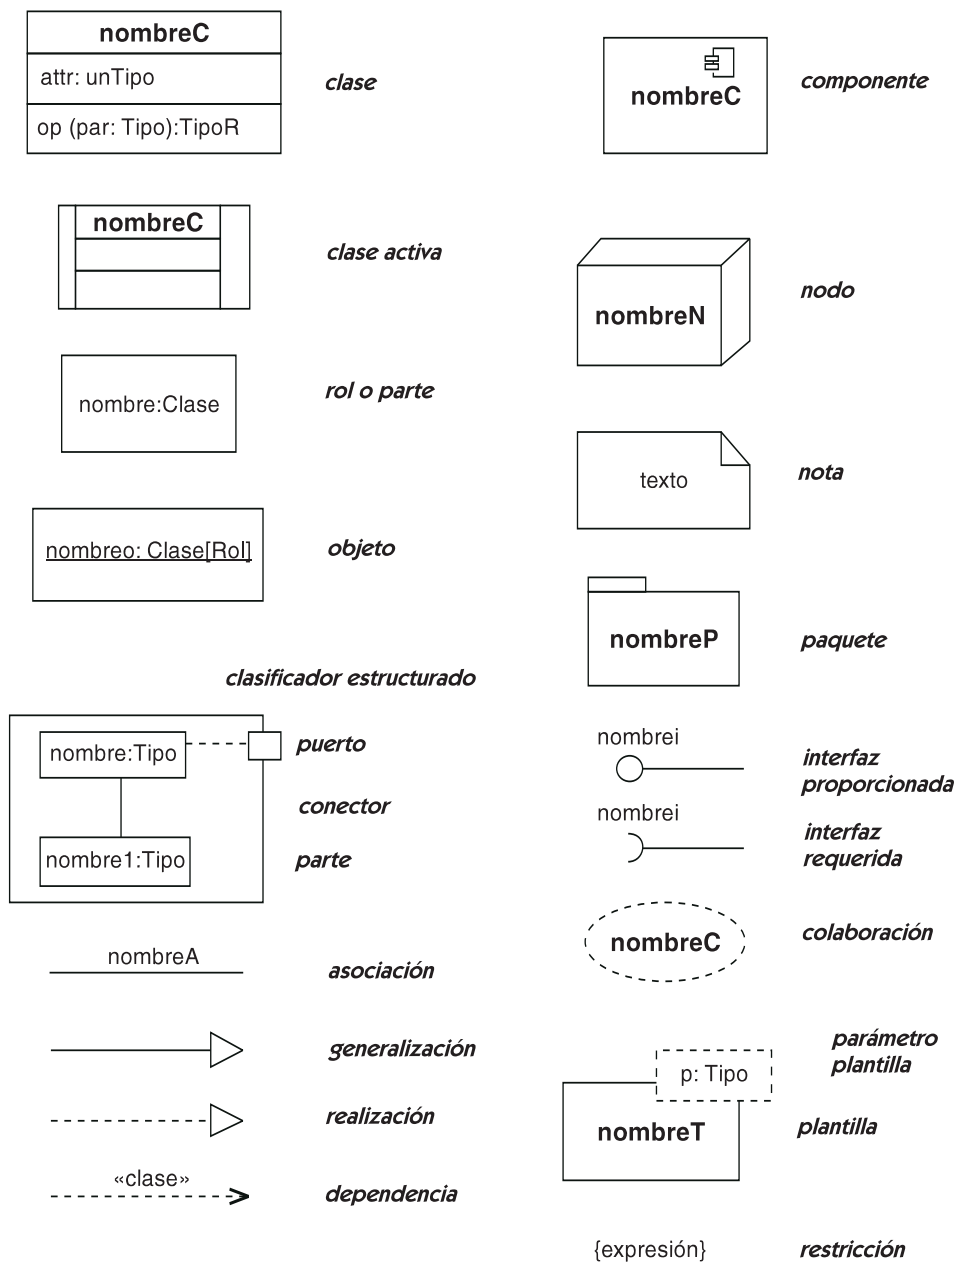 nombreC
attr: unTipo
op (par: Tipo):TipoR
clase
nombreC
clase activa
nombre:Clase
rol o parte
nombreo: Clase[Rol]
objeto
clasificador estructurado
nombre:Tipo
puerto
conector
nombre1:Tipo
parte
nombreA
asociación
generalización
realización
«clase»
dependencia
nombreC
componente
nombreN
nodo
texto
nota
nombreP
paquete
nombrei
interfaz
proporcionada
nombrei
interfaz
requerida
nombreC
colaboración
p: Tipo
parámetro
plantilla
nombreT
plantilla
{expresión}
restricción